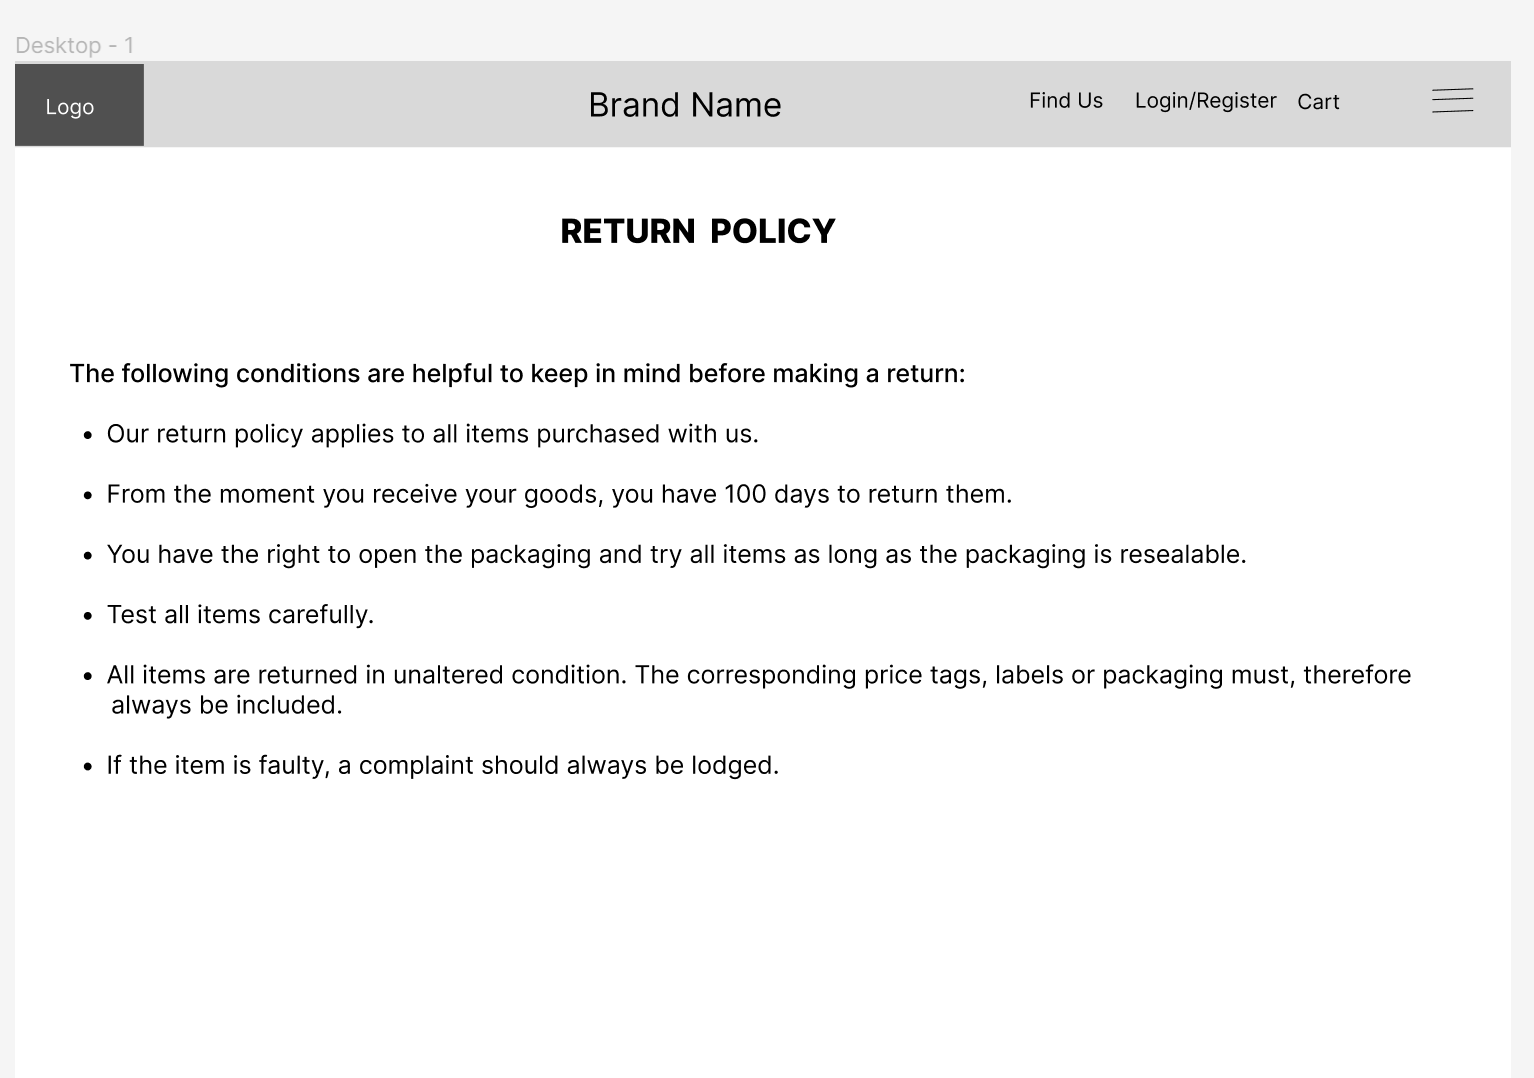 Desktop - 1
Logo
Brand Name
Find Us
Login/Register
Cart
RETURN POLICY
The following conditions are helpful to keep in mind before making a return:
• Our return policy applies to all items purchased with us.
• From the moment you receive your goods, you have 100 days to return them.
• You have the right to open the packaging and try all items as long as the packaging is resealable.
• Test all items carefully.
• All items are returned in unaltered condition. The corresponding price tags, labels or packaging must, therefore
always be included.
• If the item is faulty, a complaint should always be lodged.